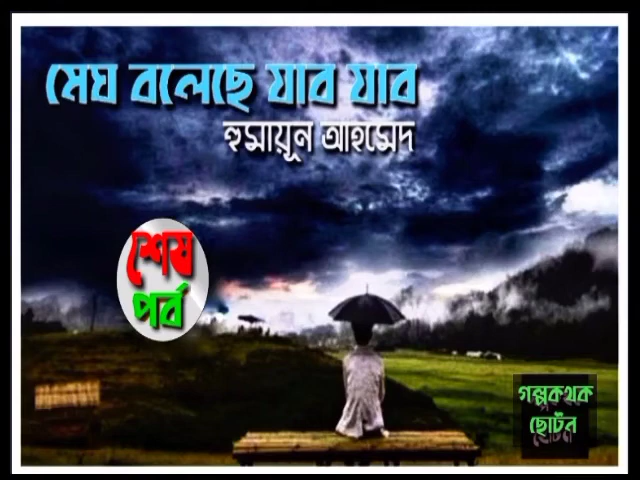 মেঘ বলেছে যাব যাব
হুমায়ূন আহমেদ
শেষ
পর্ব
গল্পকথক
ছোটন